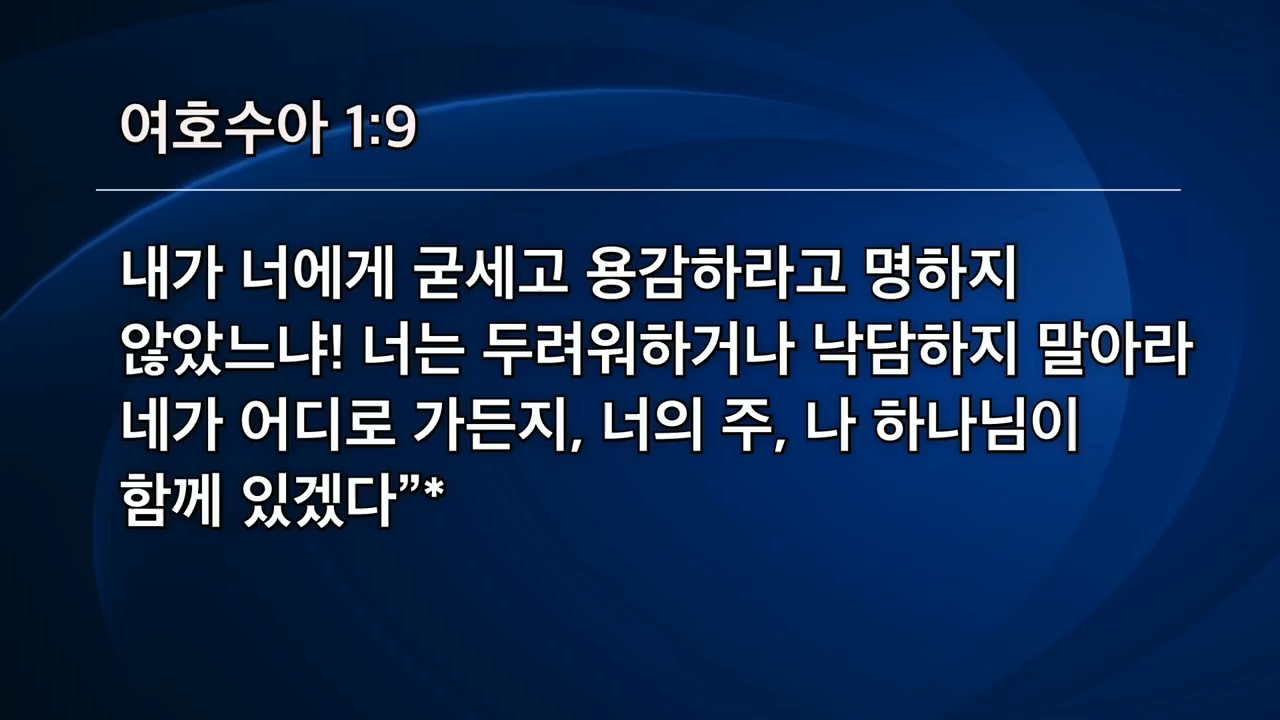 여호수아 1:9
내가 너에게 굳세고 용감하라고 명하지
않았느냐! 너는 두려워하거나 낙담하지 말아라
네가 어디로 가든지, 너의 주, 나 하나님이
함께 있겠다”*